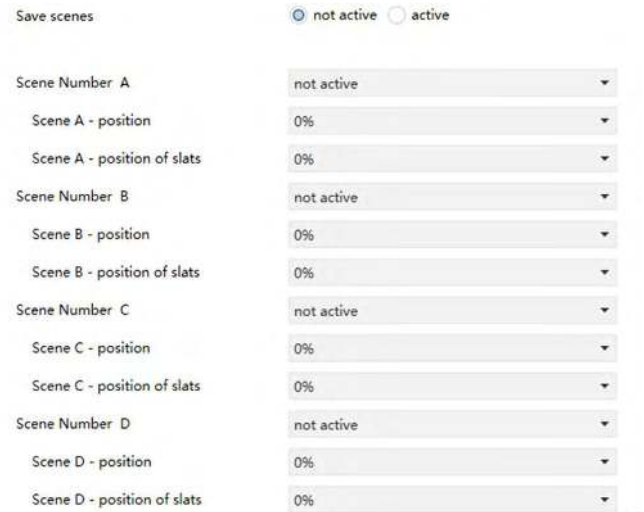 Save scenes not active active
Scene Number A not active
Scene A - position 0%
Scene A - position of slats 0%
Scene Number B not active
Scene B - position 0%
Scene B - position of slats 0%
Scene Number C not active
Scene C - position 0%
Scene C - position of slats 0%
Scene Number D not active
Scene D - position 0%
Scene D - position of slats 0%